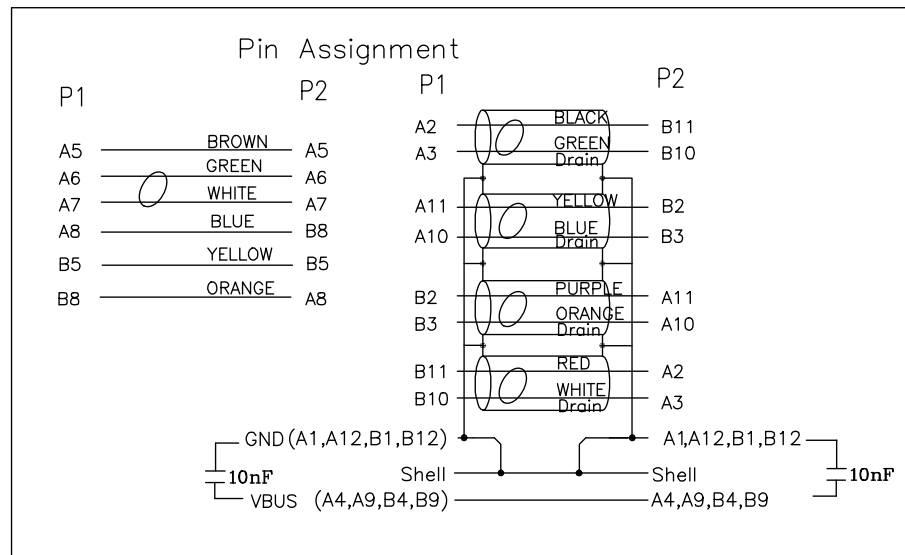 Pin Assignment
P1 P2
A5 BROWN A5
A6 GREEN A6
A7 WHITE A7
A8 BLUE B8
B5 YELLOW B5
B8 ORANGE A8
P1 P2
A2 BLACK B11
A3 GREEN B10
Drain
A11 YELLOW B2
A10 BLUE B3
Drain
B2 PURPLE A11
B3 ORANGE A10
Drain
B11 RED A2
B10 WHITE A3
Drain
GND (A1,A12,B1,B12) A1,A12,B1,B12
10nF Shell Shell 10nF
VBUS (A4,A9,B4,B9) A4,A9,B4,B9